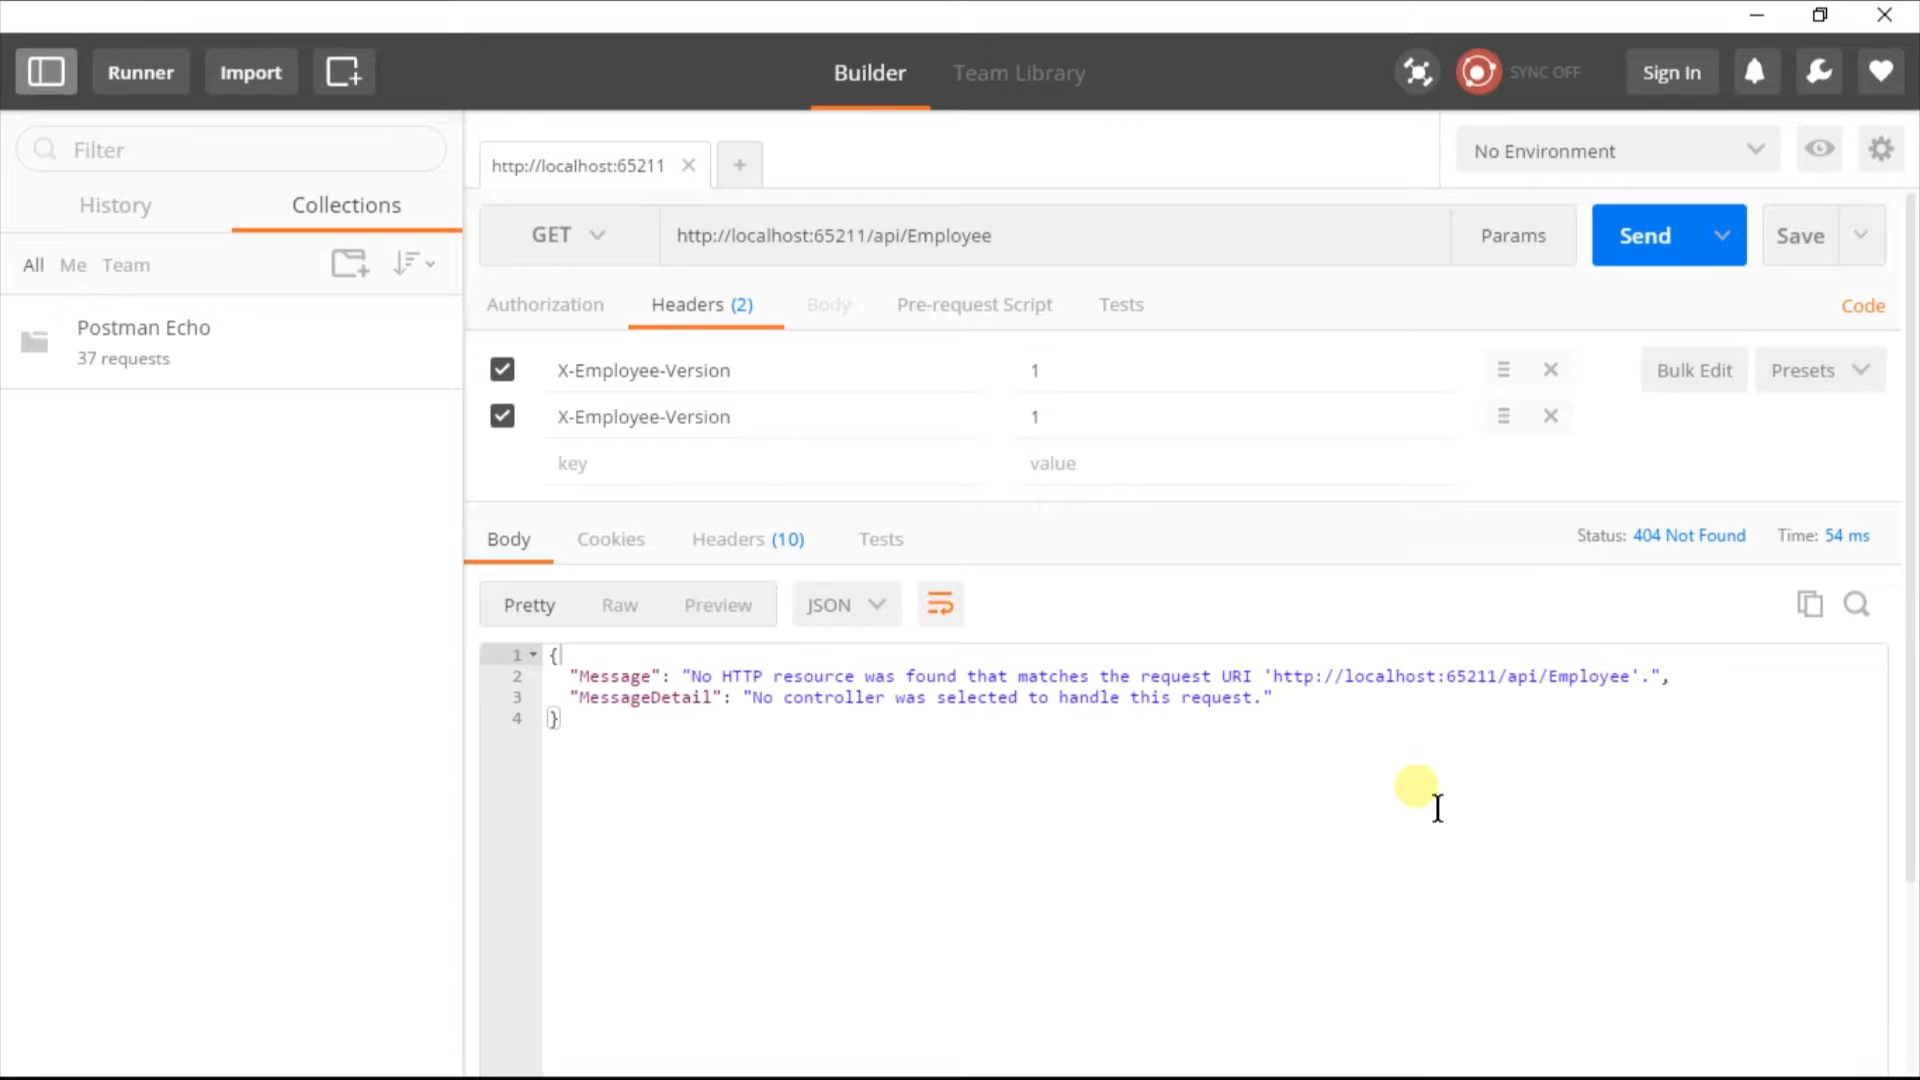 Runner Import Builder Team Library SYNC OFF Sign In
Filter
http://localhost:65211 No Environment
History Collections
GET http://localhost:65211/api/Employee Params Send Save
All Me Team
Authorization Headers (2) Body Pre-request Script Tests Code
Postman Echo
37 requests
X-Employee-Version 1 Bulk Edit Presets
X-Employee-Version 1
key value
Body Cookies Headers (10) Tests Status: 404 Not Found Time: 54 ms
Pretty Raw Preview JSON
1 {
2 "Message": "No HTTP resource was found that matches the request URI 'http://localhost:65211/api/Employee'.",
3 "MessageDetail": "No controller was selected to handle this request."
4 }